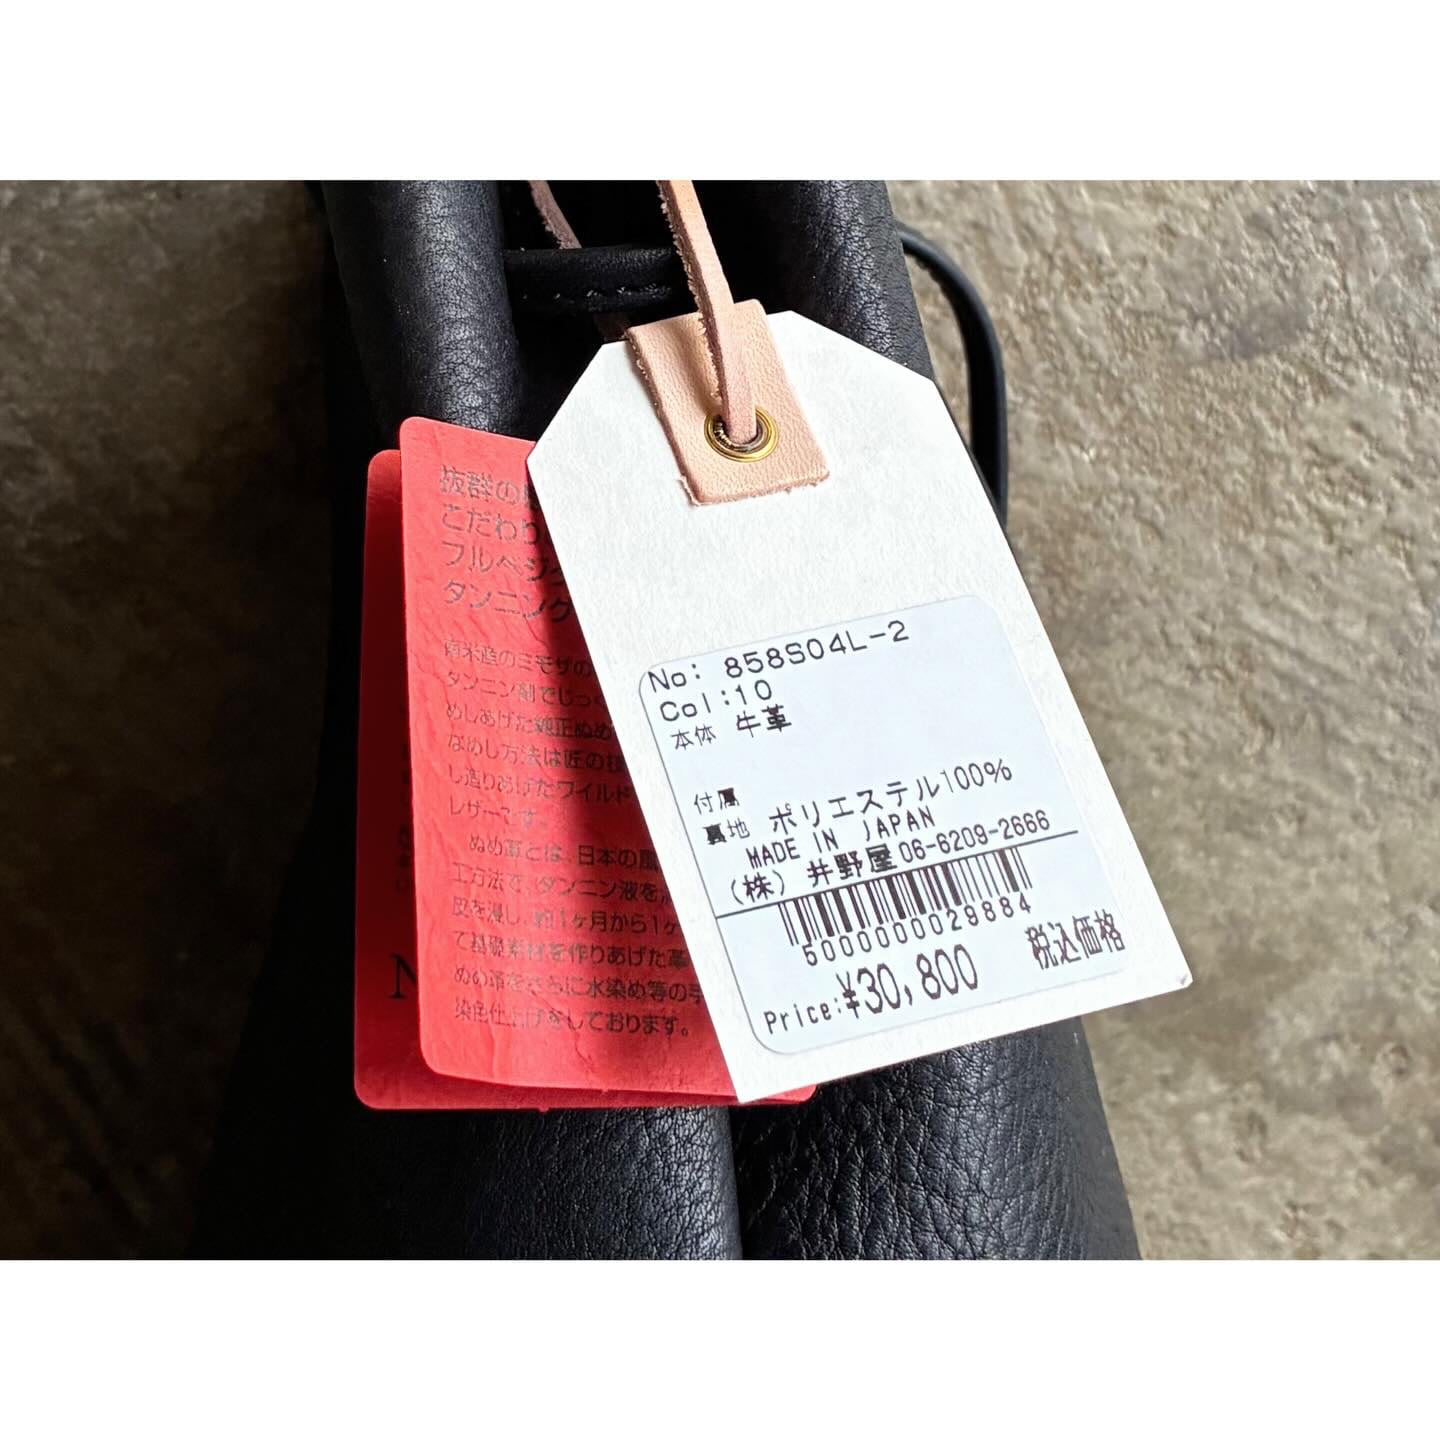 抜群の
こだわり
フルベジ
タンニング
南米産のミモザの
タンニン剤でじっく
めしあげた純正ぬめ
なめし方法は匠の技
し造りあげたワイルド
レザーです。
ぬめ革とは、日本の風
工方法で、タンニン液を
皮を浸し、約1ヶ月から1ヶ
て基礎素材を作りあげた革
ぬめ革をさらに水染め等の手
染色仕上げをしております。
N
No: 858S04L-2
Col:10
本体 牛革
付属
裏地 ポリエステル100%
MADE IN JAPAN
(株) 井野屋 06-6209-2666
5000000029884
Price:¥30,800 税込価格